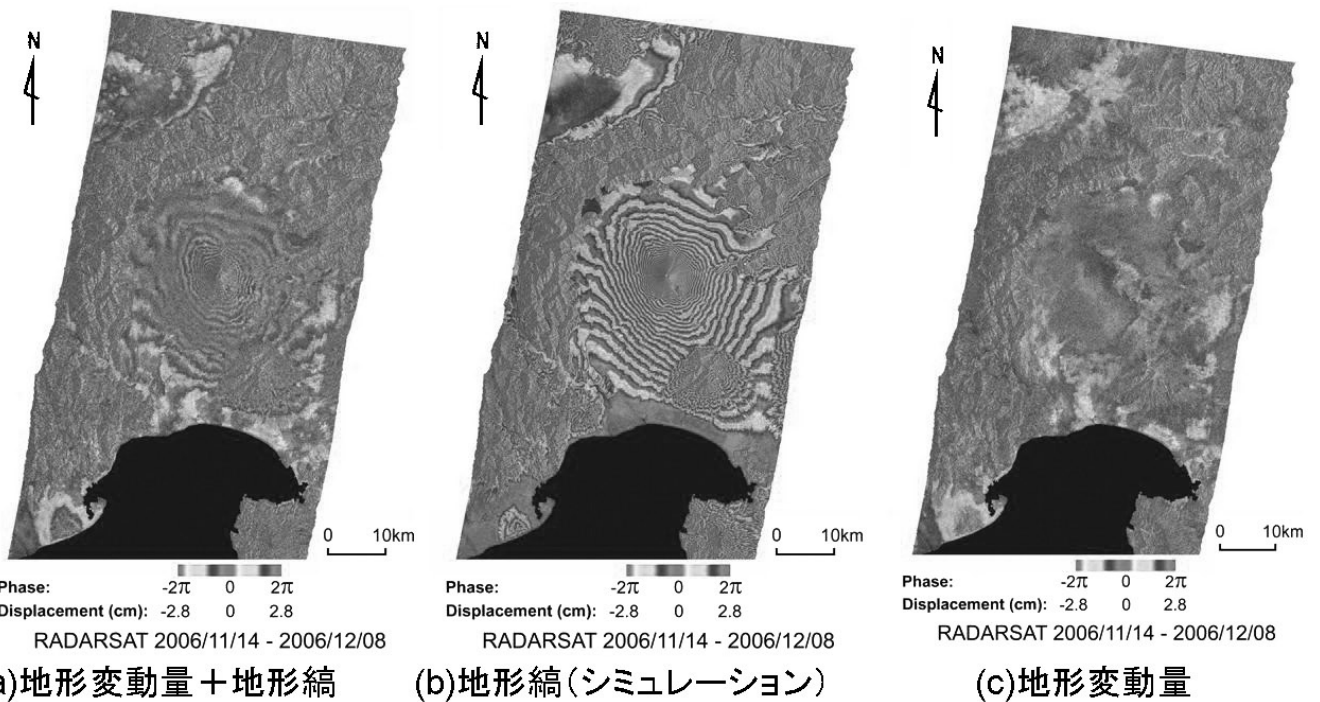 N
0 10km
Phase: -2π 0 2π
Displacement (cm): -2.8 0 2.8
RADARSAT 2006/11/14 - 2006/12/08
a)地形変動量＋地形縞
N
0 10km
Phase: -2π 0 2π
Displacement (cm): -2.8 0 2.8
RADARSAT 2006/11/14 - 2006/12/08
(b)地形縞(シミュレーション)
N
0 10km
Phase: -2π 0 2π
Displacement (cm): -2.8 0 2.8
RADARSAT 2006/11/14 - 2006/12/08
(c)地形変動量